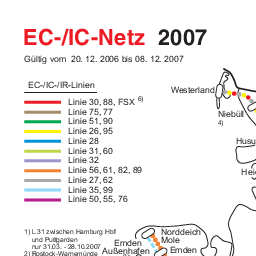 EC-/IC-Netz 2007
Gültig vom 20. 12. 2006 bis 08. 12. 2007
EC-/IC-/IR-Linien
Linie 30, 88, FSX 6)
Linie 75, 77
Linie 51, 90
Linie 26, 95
Linie 28
Linie 31, 60
Linie 32
Linie 56, 61, 82, 89
Linie 27, 62
Linie 35, 99
Linie 50, 55, 76
Westerland
Niebüll
4)
Husu
Hei
1) L 31 zwischen Hamburg Hbf
und Puttgarden
nur 31.03. - 28.10.2007
2) Rostock-Warnemünde
Norddeich
Mole
Emden
Außenhafen
Emden